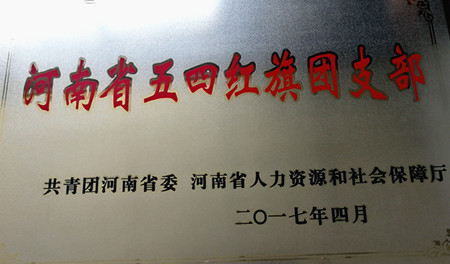 河南省五四红旗团支部
共青团河南省委 河南省人力资源和社会保障厅
二〇一七年四月